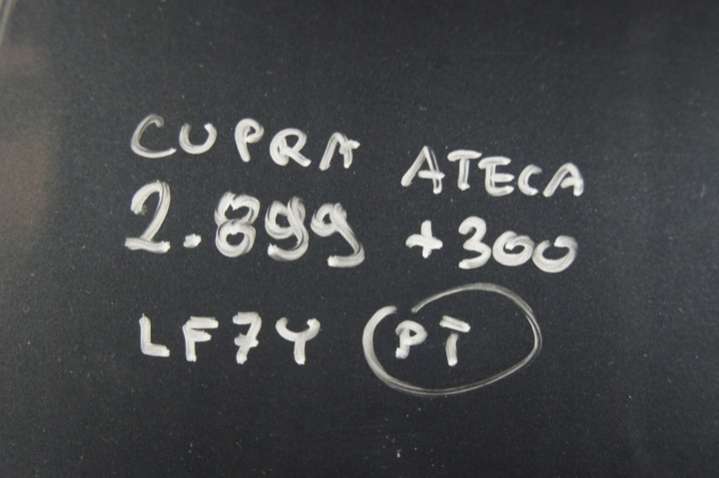 CUPRA ATECA
2.899 +300
LF7Y PT